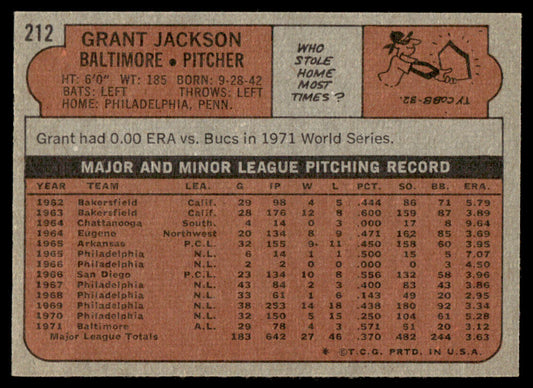 212
GRANT JACKSON
BALTIMORE • PITCHER
HT: 6'0" WT: 185 BORN: 9-28-42
BATS: LEFT THROWS: LEFT
HOME: PHILADELPHIA, PENN.
WHO
STOLE
HOME
MOST
TIMES?
TY COBB-32.
Grant had 0.00 ERA vs. Bucs in 1971 World Series.
MAJOR AND MINOR LEAGUE PITCHING RECORD
YEAR TEAM LEA. G IP W L PCT. SO. BB. ERA.
1962 Bakersfield Calif. 29 98 4 5 .444 86 71 5.79
1963 Bakersfield Calif. 28 176 12 8 .600 159 87 3.89
1964 Chattanooga South. 4 14 0 3 .000 17 8 9.64
1964 Eugene Northwest 20 134 8 9 .471 162 85 3.69
1965 Arkansas P.C.L. 32 155 9• 11 .450 158 60 3.95
1965 Philadelphia N.L. 6 14 1 1 .500 15 5 7.07
1966 Philadelphia N.L. 2 2 0 0 .000 0 3 4.50
1966 San Diego P.C.L. 23 134 10 8 .556 132 58 3.96
1967 Philadelphia N.L. 43 84 2 3 .400 83 43 3.86
1968 Philadelphia N.L. 33 61 1 6 .143 49 20 2.95
1969 Philadelphia N.L. 38 253 14 18 .438 180 92 3.34
1970 Philadelphia N.L. 32 150 5 15 .250 104 61 5.28
1971 Baltimore A.L. 29 78 4 3 .571 51 20 3.12
Major League Totals 183 642 27 46 .370 482 244 3.63
* ©T.C.G. PRTD. IN U.S.A.